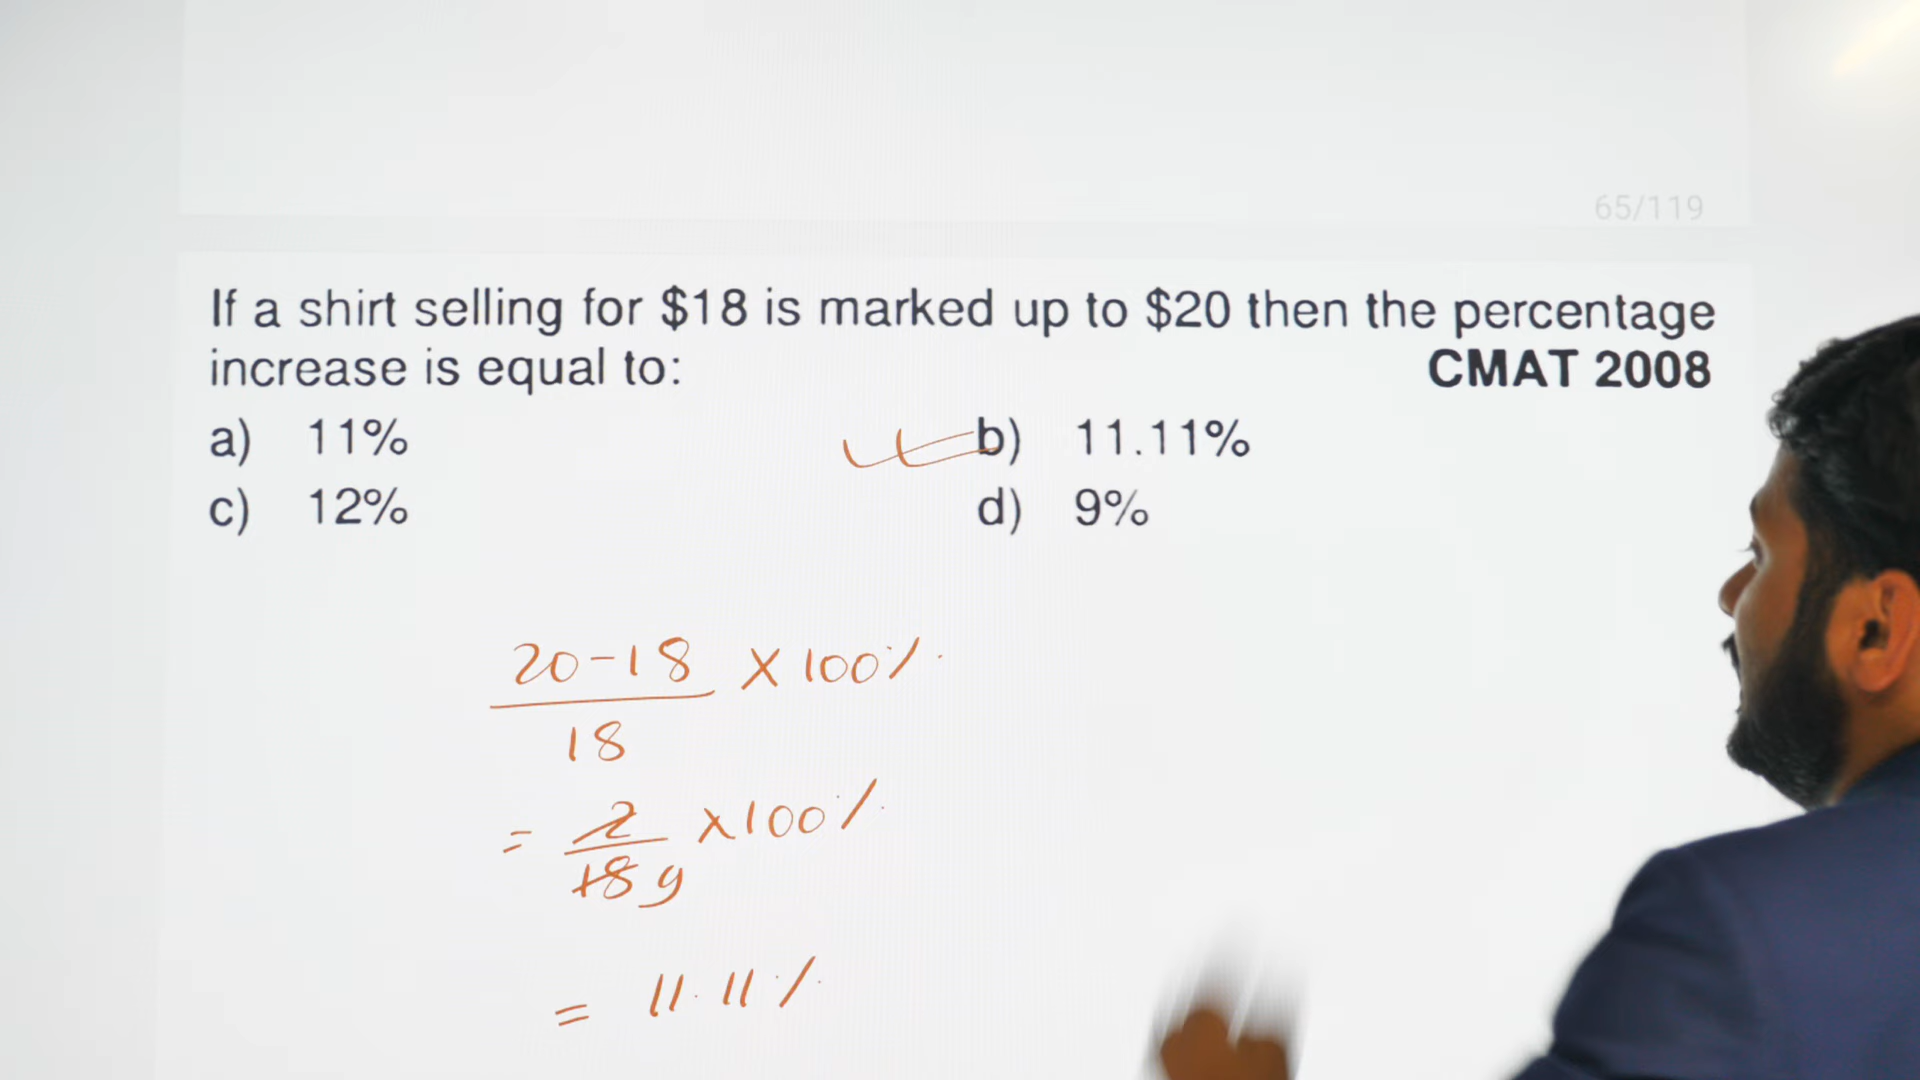 65/119
If a shirt selling for $18 is marked up to $20 then the percentage
increase is equal to: CMAT 2008
a) 11% b) 11.11%
c) 12% d) 9%
20-18 × 100%
18
= 2 ×100%
18 9
= 11.11%